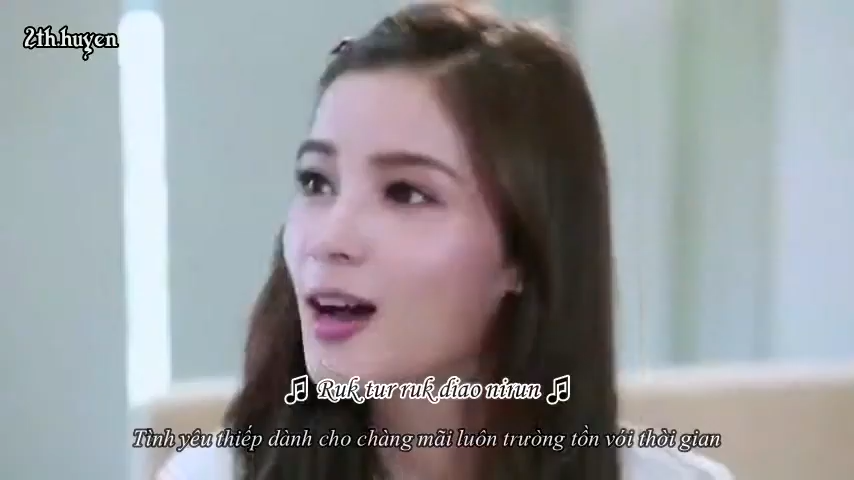 2th.huyen
♫ Ruk tur ruk diao nirun ♫
Tình yêu thiếp dành cho chàng mãi luôn trường tồn với thời gian